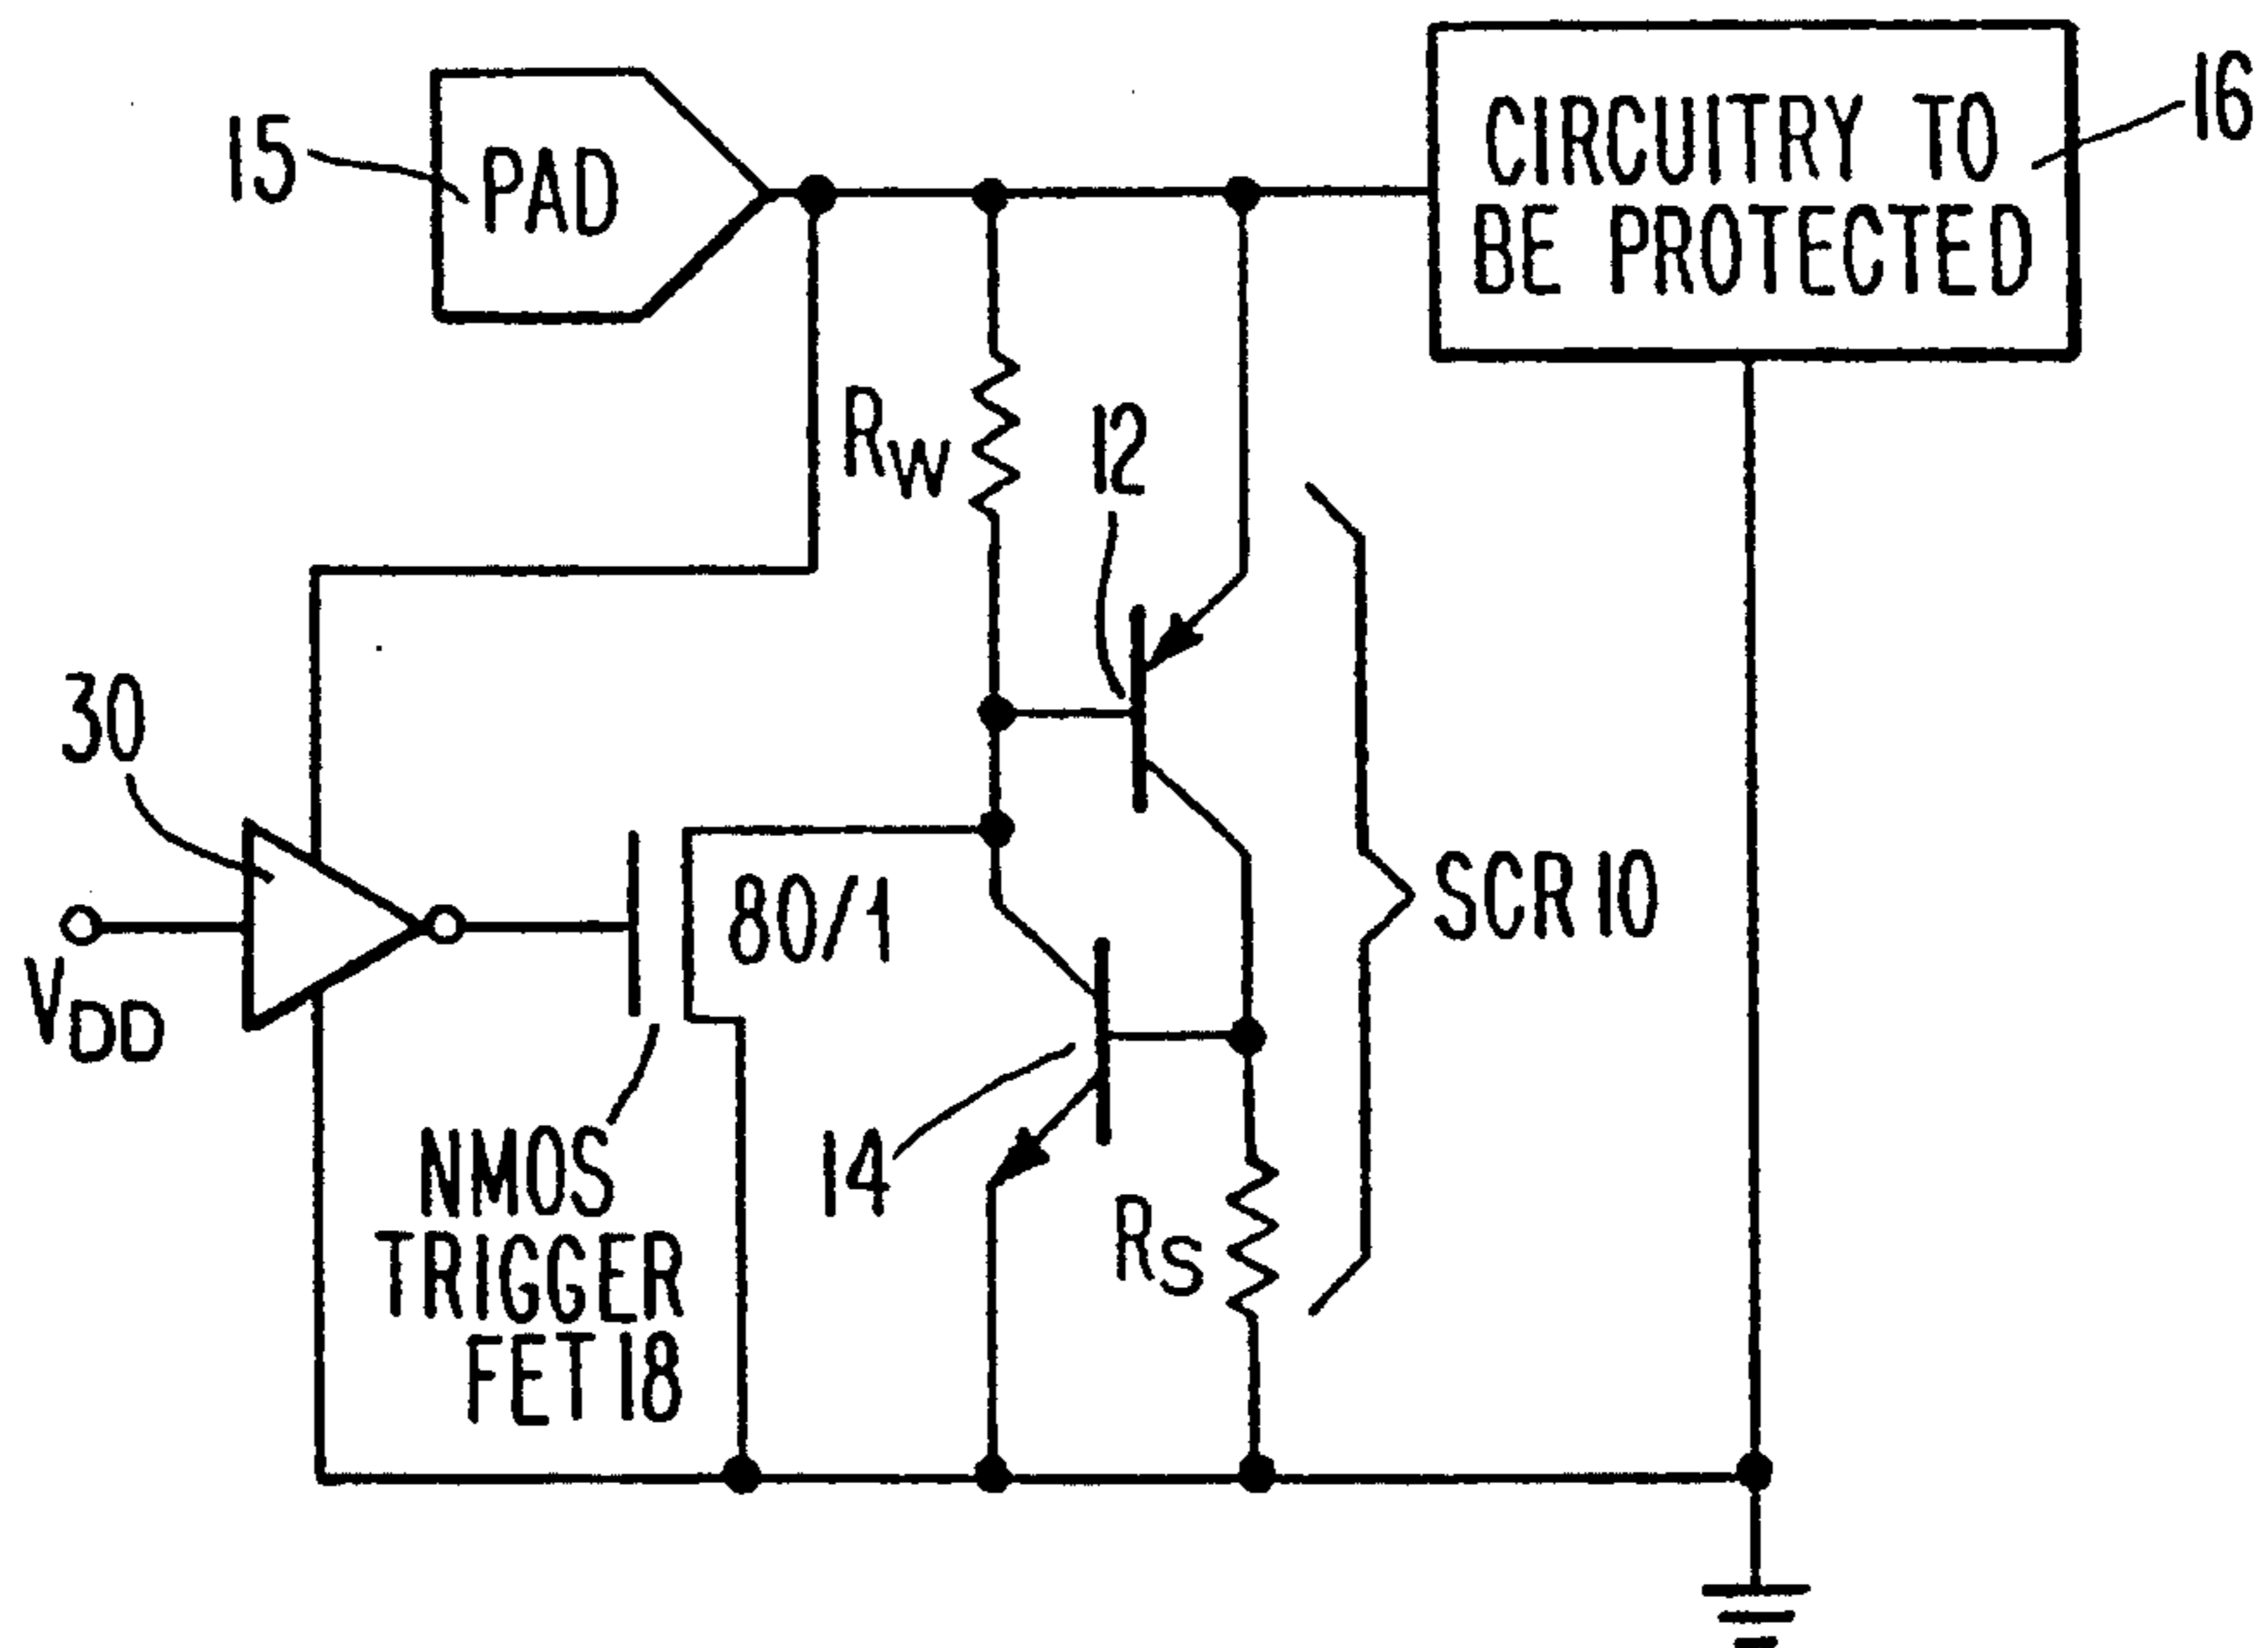 15
PAD
CIRCUITRY TO
BE PROTECTED
16
RW
12
30
VDD
80/1
SCR 10
NMOS
TRIGGER
FET 18
14
RS